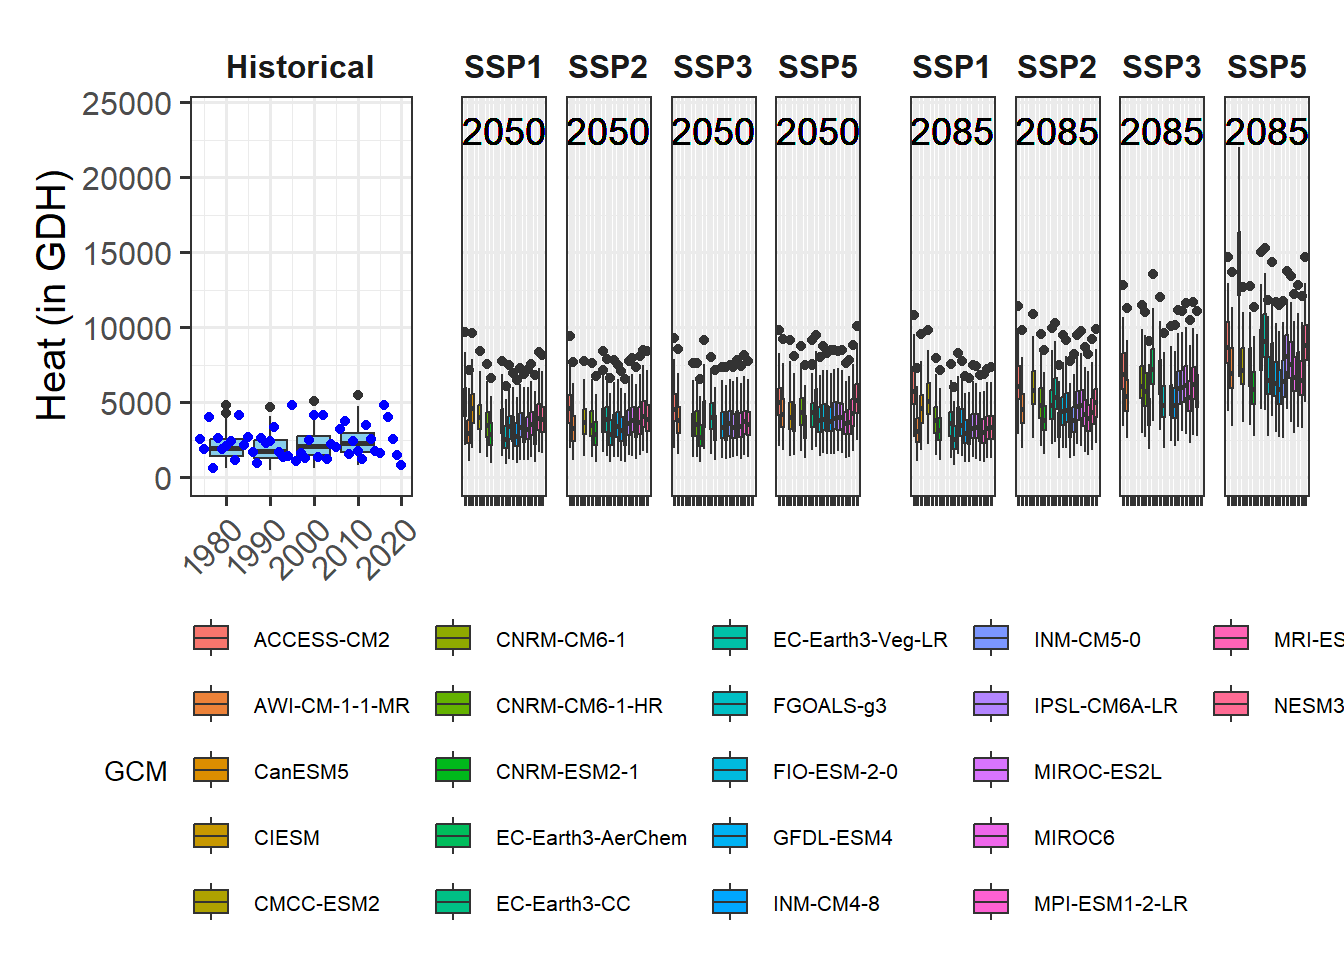 Historical SSP1 SSP2 SSP3 SSP5 SSP1 SSP2 SSP3 SSP5
2050 2050 2050 2050 2085 2085 2085 2085
Heat (in GDH)
25000
20000
15000
10000
5000
0
1980 1990 2000 2010 2020
GCM
ACCESS-CM2
AWI-CM-1-1-MR
CanESM5
CIESM
CMCC-ESM2
CNRM-CM6-1
CNRM-CM6-1-HR
CNRM-ESM2-1
EC-Earth3-AerChem
EC-Earth3-CC
EC-Earth3-Veg-LR
FGOALS-g3
FIO-ESM-2-0
GFDL-ESM4
INM-CM4-8
INM-CM5-0
IPSL-CM6A-LR
MIROC-ES2L
MIROC6
MPI-ESM1-2-LR
MRI-ES
NESM3